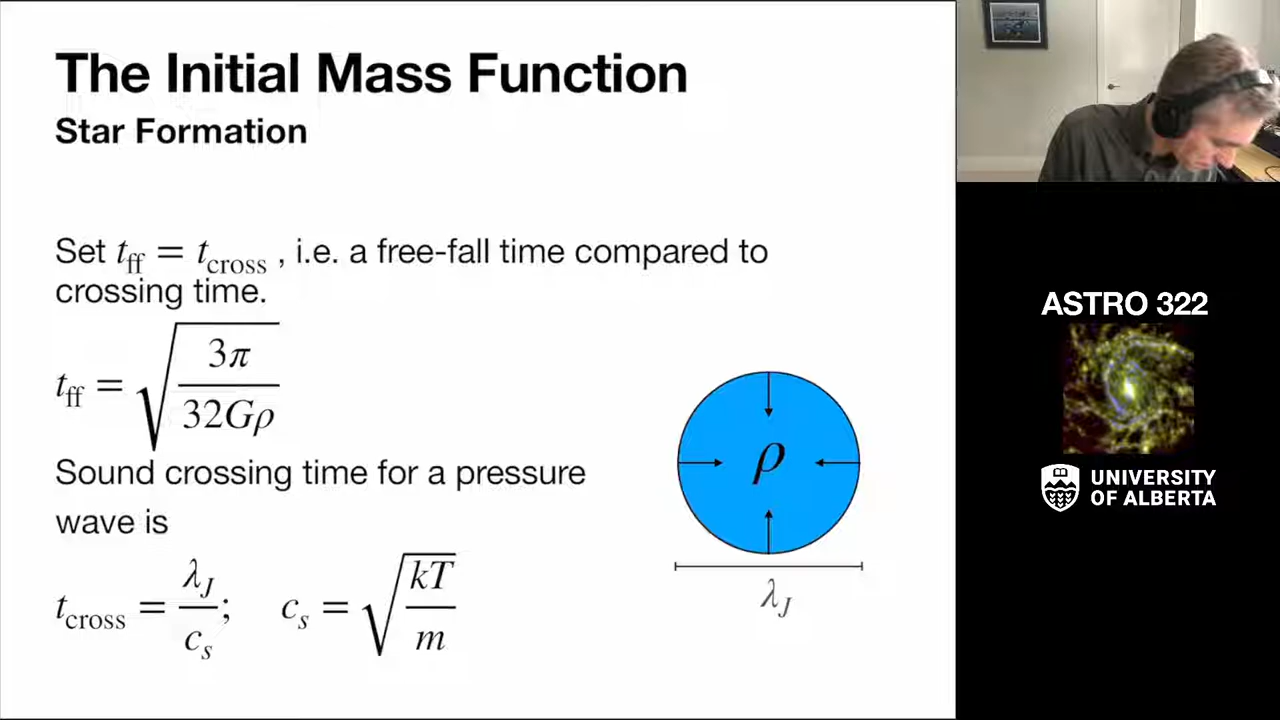 The Initial Mass Function
Star Formation
Set t_ff = t_cross , i.e. a free-fall time compared to
crossing time.
t_ff = √(3π / 32Gρ)
Sound crossing time for a pressure
wave is
t_cross = λ_J / c_s; c_s = √(kT / m)
ρ
λ_J
ASTRO 322
UNIVERSITY
OF ALBERTA